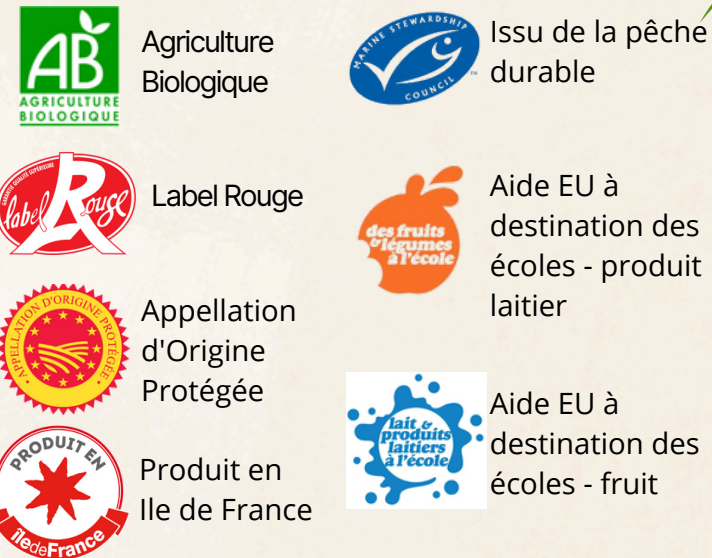 AB
AGRICULTURE
BIOLOGIQUE
Agriculture
Biologique
label Rouge
Label Rouge
APPELLATION D'ORIGINE PROTÉGÉE
Appellation
d'Origine
Protégée
PRODUIT EN
îledeFrance
Produit en
Ile de France
MARINE STEWARDSHIP
COUNCIL
TM
Issu de la pêche
durable
des fruits
& légumes
à l'école
Aide EU à
destination des
écoles - produit
laitier
lait &
produits
laitiers
à l'école
Aide EU à
destination des
écoles - fruit